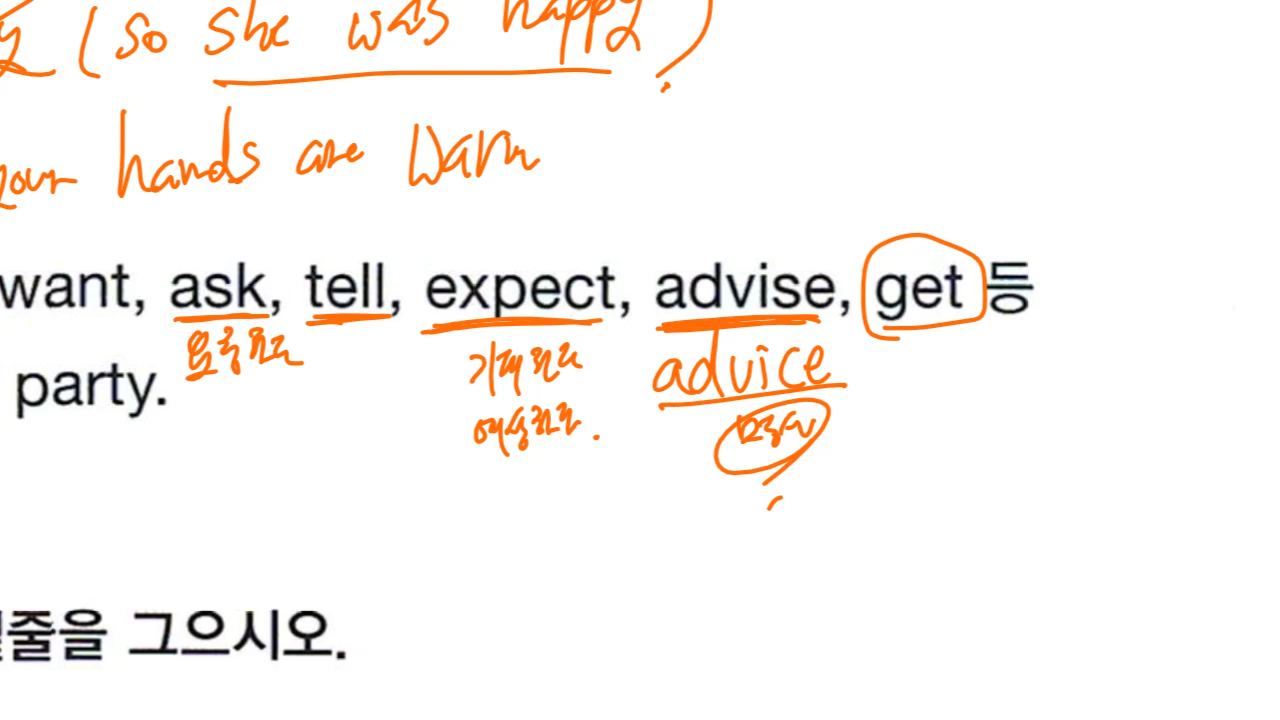 (so she was happy)
your hands are warm
want, ask, tell, expect, advise, get 등
요구하다 기대하다 advice
party.
예상하다. 명사
줄을 그으시오.